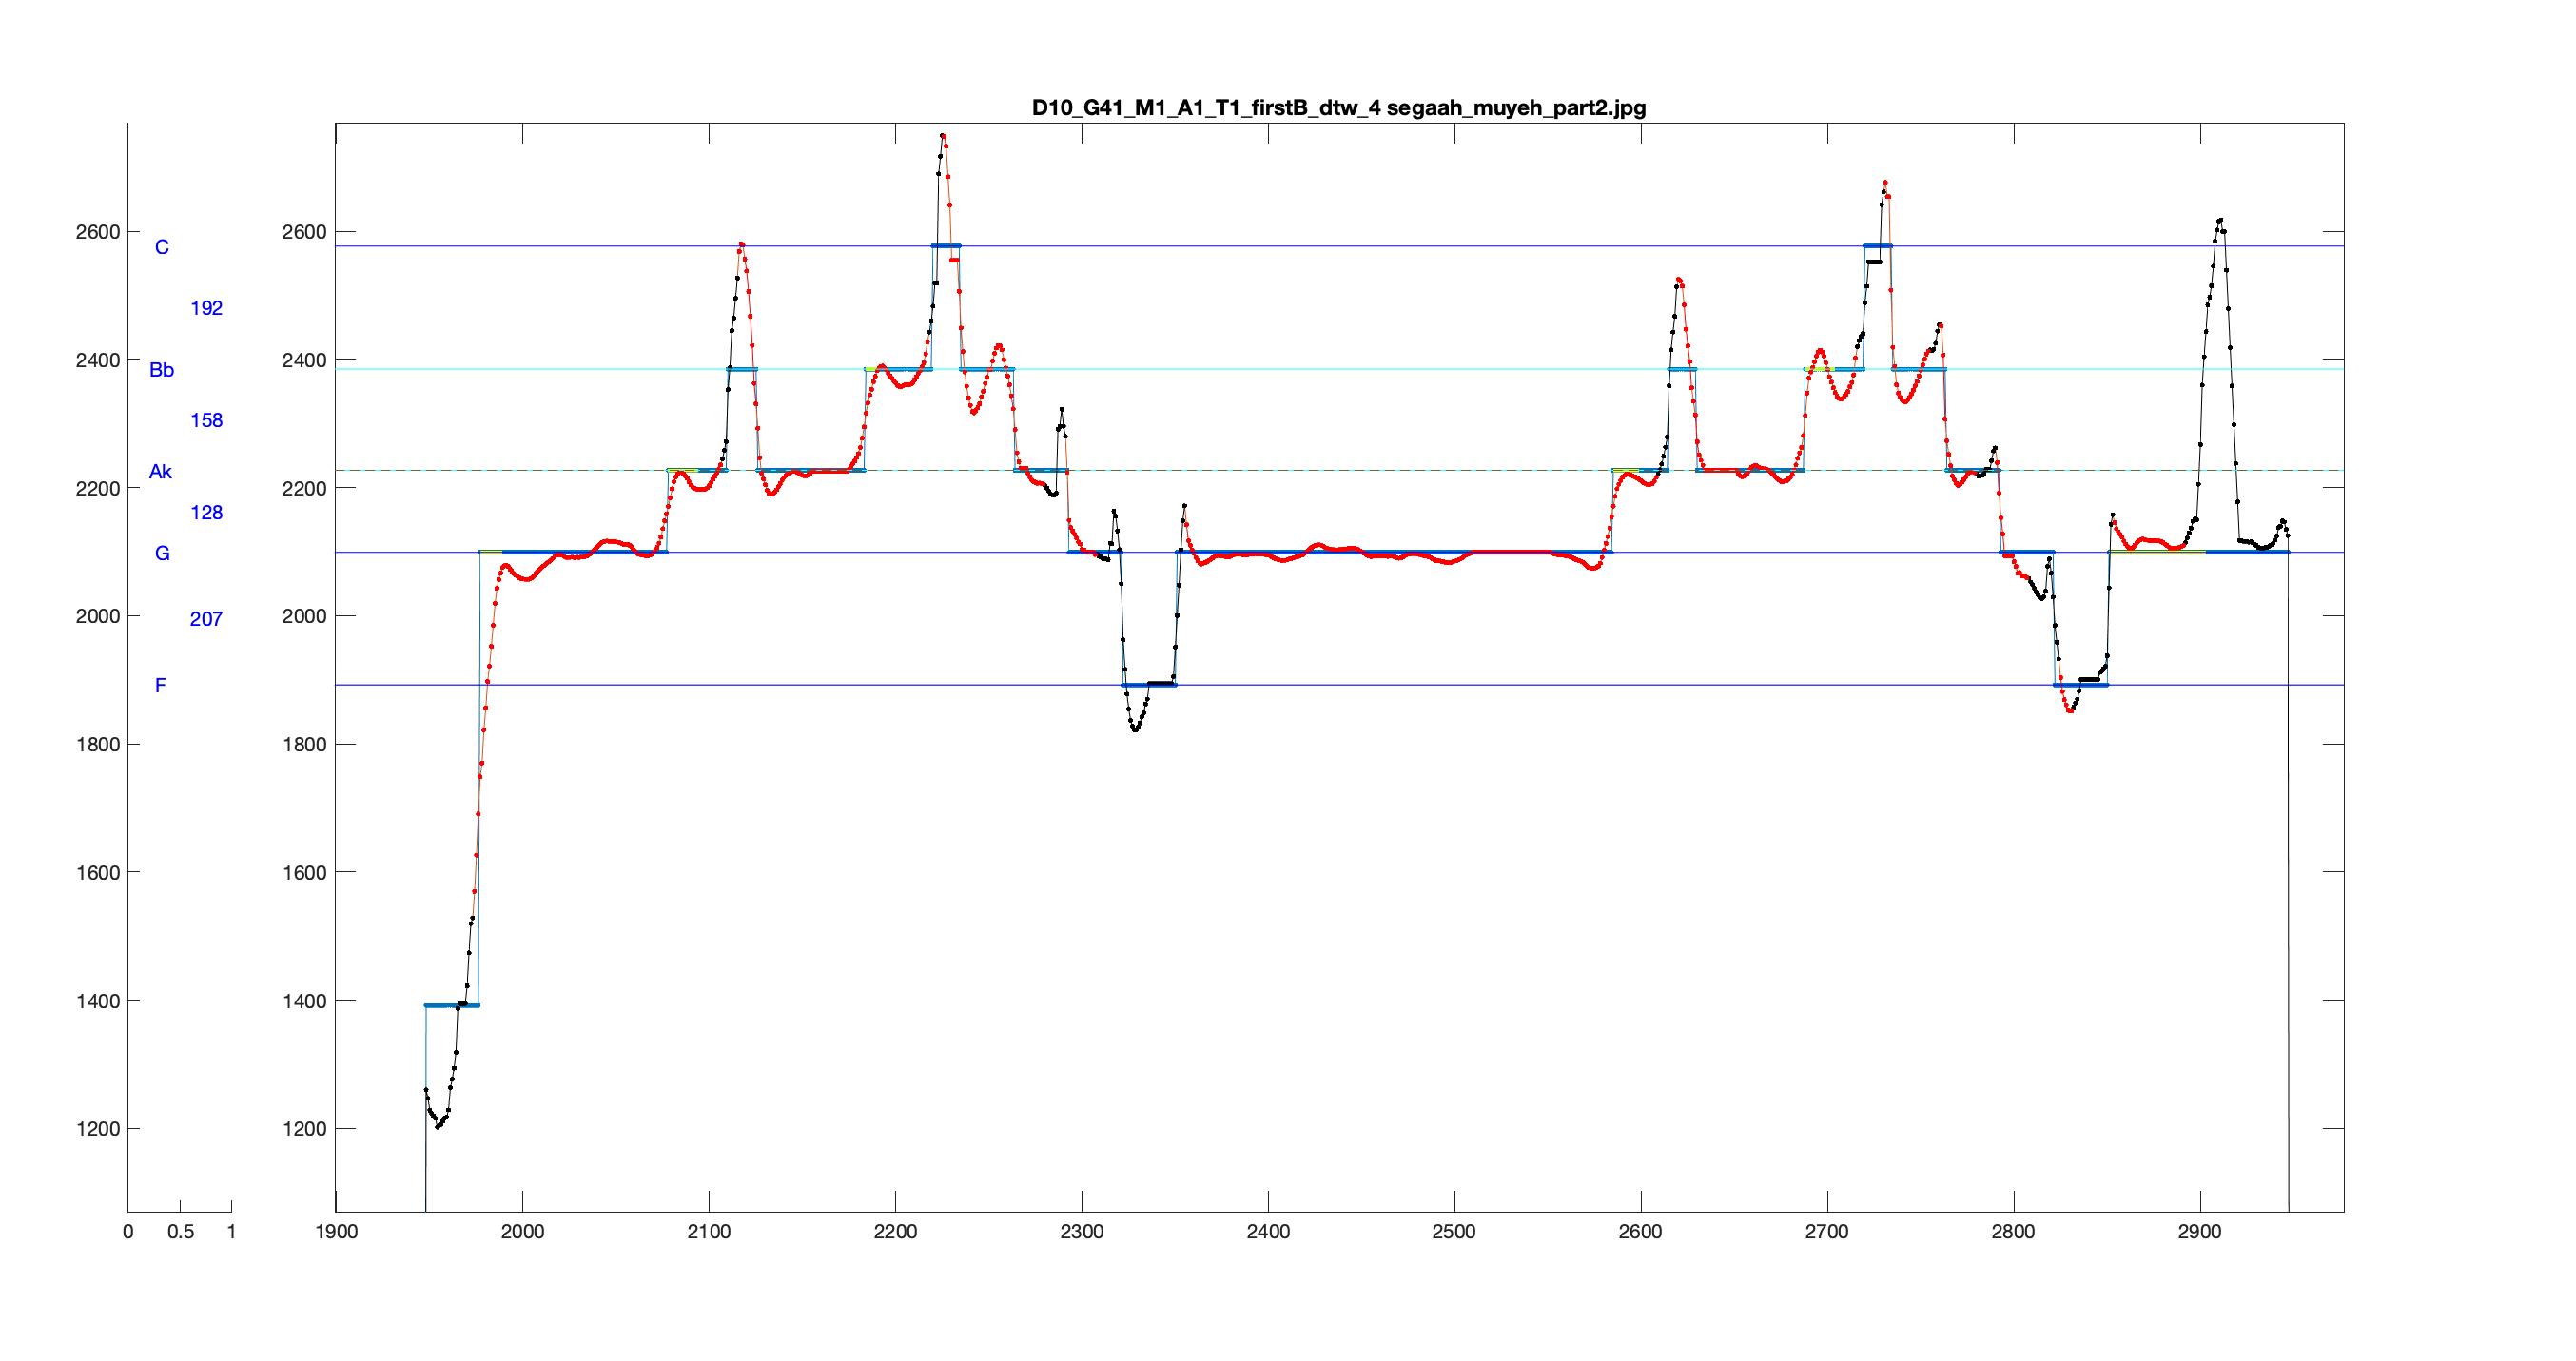 D10_G41_M1_A1_T1_firstB_dtw_4 segaah_muyeh_part2.jpg
2600 C 2600
192
2400 Bb 2400
158
2200 Ak 2200
128
G
2000 207 2000
F
1800 1800
1600 1600
1400 1400
1200 1200
0 0.5 1 1900 2000 2100 2200 2300 2400 2500 2600 2700 2800 2900